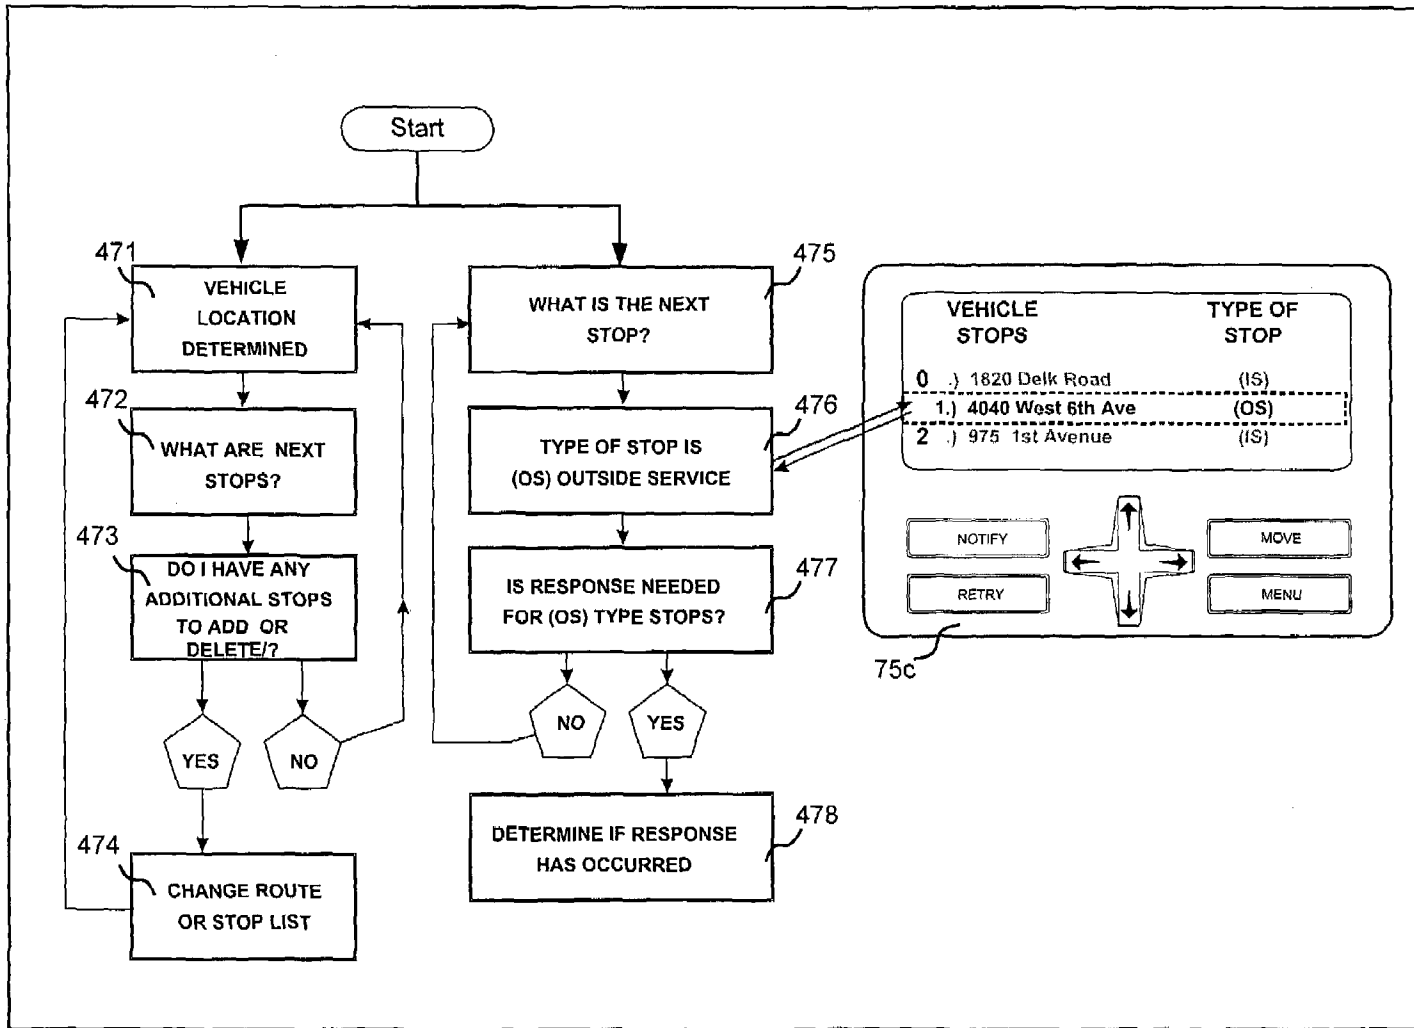 Start
471
VEHICLE
LOCATION
DETERMINED
472
WHAT ARE NEXT
STOPS?
473
DO I HAVE ANY
ADDITIONAL STOPS
TO ADD OR
DELETE/?
YES
NO
474
CHANGE ROUTE
OR STOP LIST
475
WHAT IS THE NEXT
STOP?
476
TYPE OF STOP IS
(OS) OUTSIDE SERVICE
477
IS RESPONSE NEEDED
FOR (OS) TYPE STOPS?
NO
YES
478
DETERMINE IF RESPONSE
HAS OCCURRED
VEHICLE STOPS
TYPE OF STOP
0 .) 1820 Delk Road (IS)
1.) 4040 West 6th Ave (OS)
2 .) 975 1st Avenue (IS)
NOTIFY
MOVE
RETRY
MENU
75c